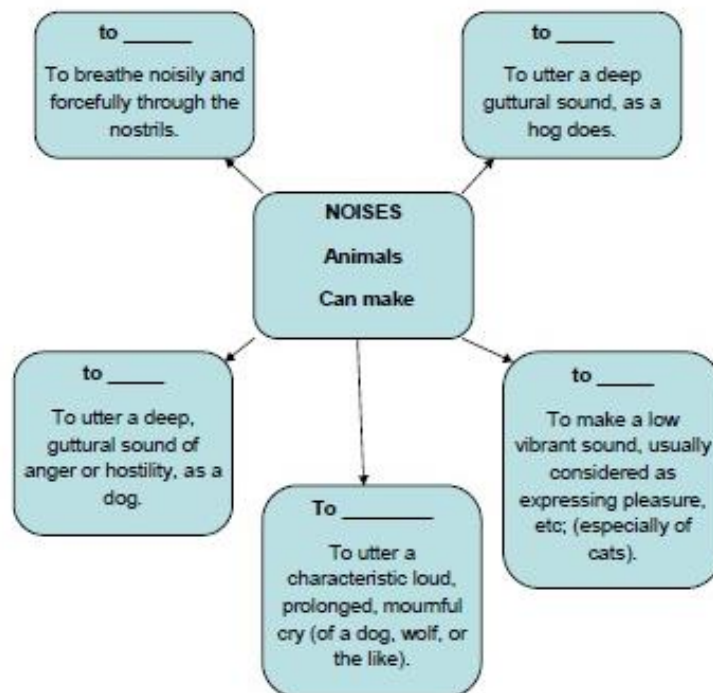 to ______
To breathe noisily and
forcefully through the
nostrils.
to _____
To utter a deep
guttural sound, as a
hog does.
NOISES
Animals
Can make
to _____
To utter a deep,
guttural sound of
anger or hostility, as a
dog.
To ________
To utter a
characteristic loud,
prolonged, mournful
cry (of a dog, wolf, or
the like).
to _____
To make a low
vibrant sound, usually
considered as
expressing pleasure,
etc; (especially of
cats).